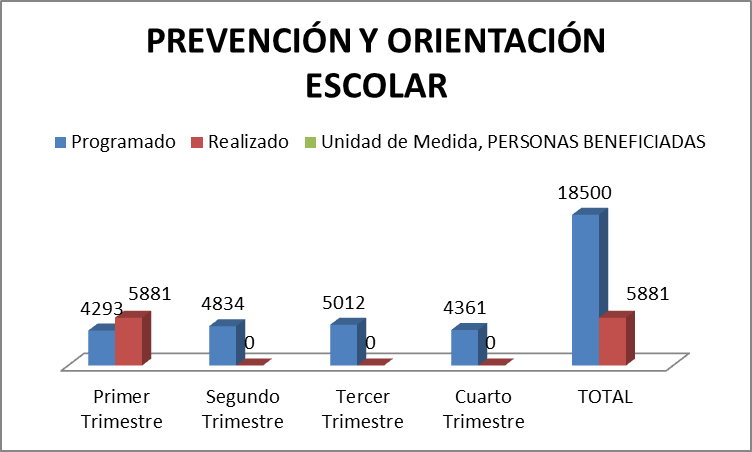 PREVENCIÓN Y ORIENTACIÓN
ESCOLAR
Programado Realizado Unidad de Medida, PERSONAS BENEFICIADAS
18500
4293 5881 4834 5012 4361 5881
0 0 0
Primer Segundo Tercer Cuarto TOTAL
Trimestre Trimestre Trimestre Trimestre